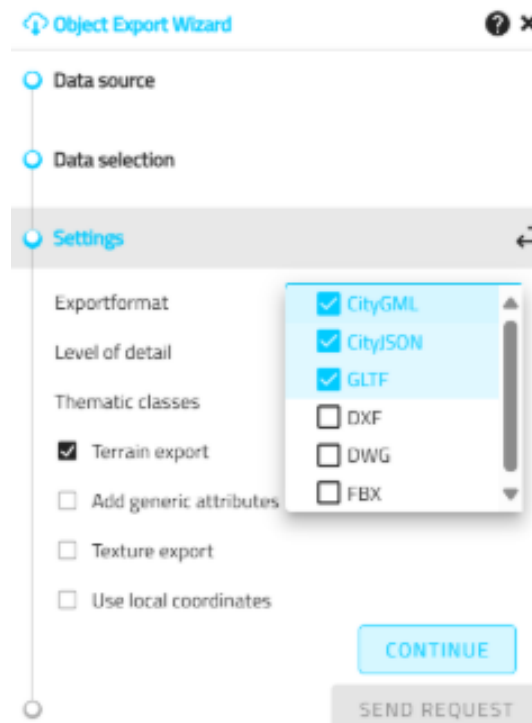 Object Export Wizard
Data source
Data selection
Settings
Exportformat
CityGML
CityJSON
Level of detail
GLTF
Thematic classes
DXF
Terrain export
DWG
Add generic attributes
FBX
Texture export
Use local coordinates
CONTINUE
SEND REQUEST